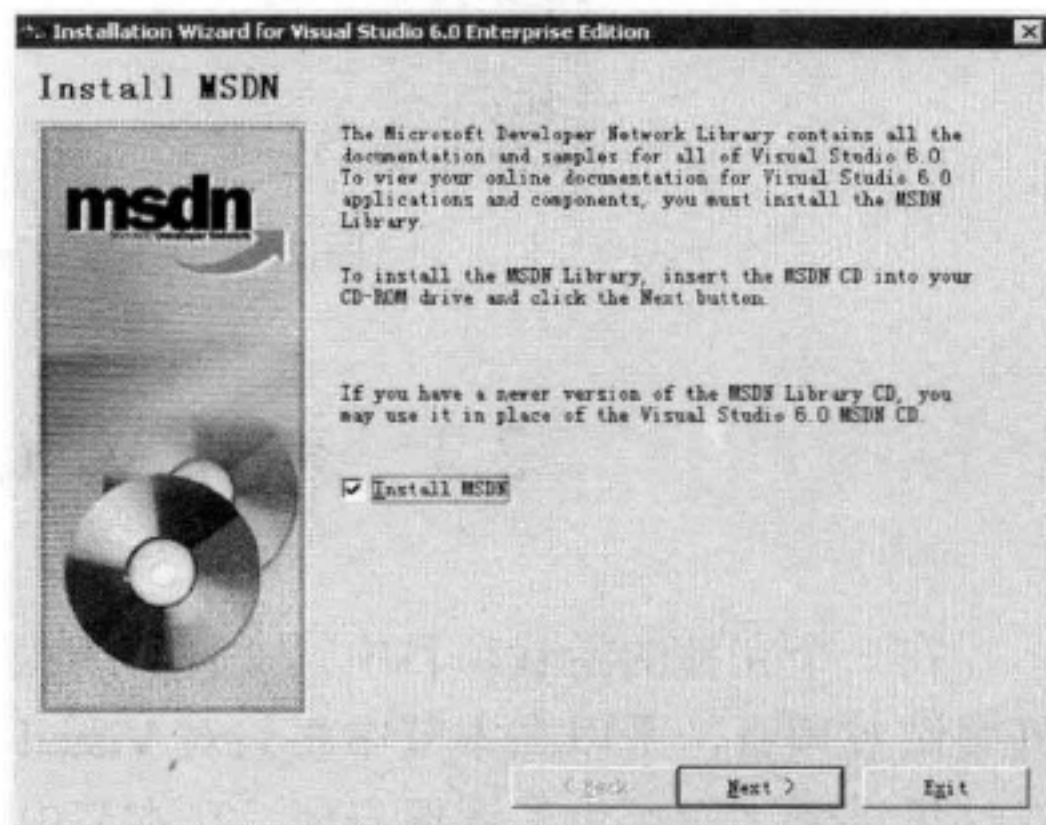 Installation Wizard for Visual Studio 6.0 Enterprise Edition
Install MSDN
msdn
Developer Network
The Microsoft Developer Network Library contains all the
documentation and samples for all of Visual Studio 6.0
To view your online documentation for Visual Studio 6.0
applications and components, you must install the MSDN
Library.
To install the MSDN Library, insert the MSDN CD into your
CD-ROM drive and click the Next button.
If you have a newer version of the MSDN Library CD, you
may use it in place of the Visual Studio 6.0 MSDN CD.
Install MSDN
< Back
Next >
Exit